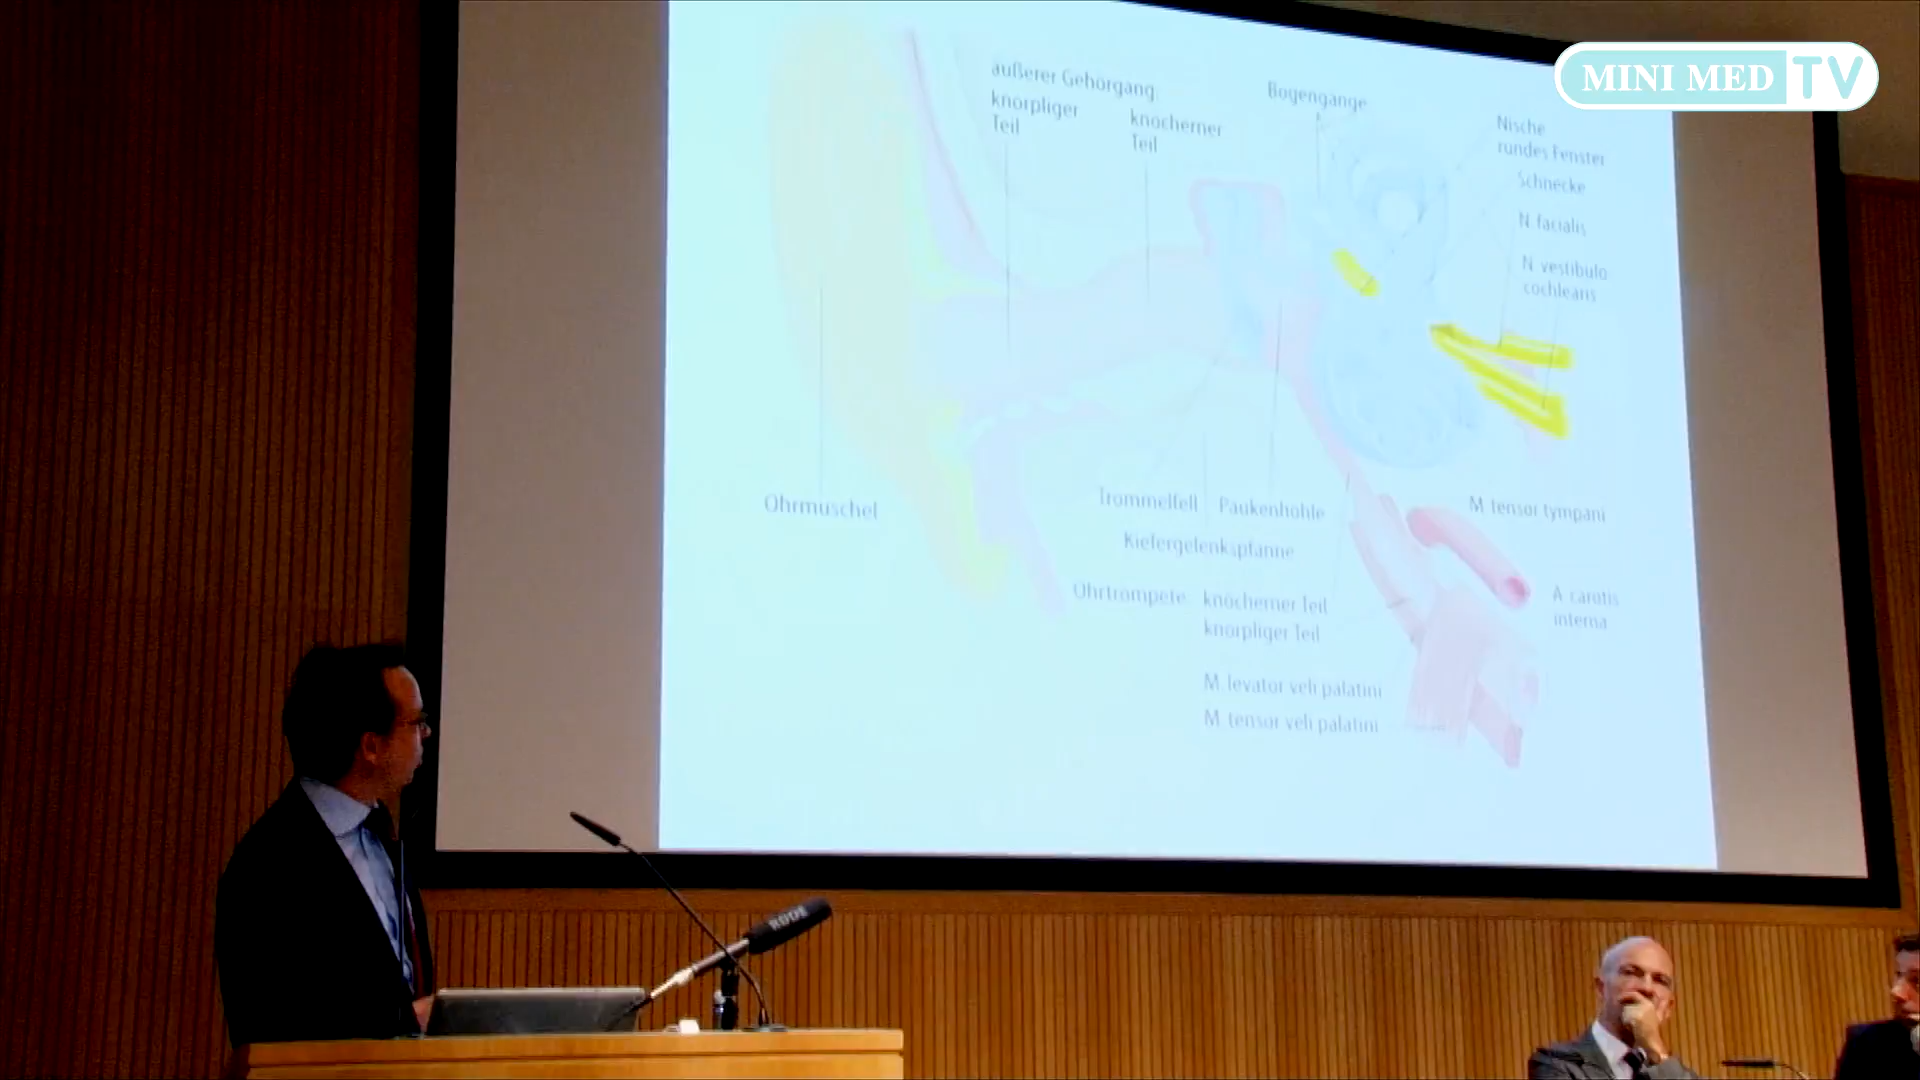 MINI MED TV
äußerer Gehörgang
knorpliger
Teil
knöcherner
Teil
Bogengänge
Nische
rundes Fenster
Schnecke
N. facialis
N. vestibulo
cochlearis
Ohrmuschel
Trommelfell
Paukenhöhle
M. tensor tympani
Kiefergelenkspfanne
Ohrtrompete
knöcherner Teil
knorpliger Teil
A. carotis
interna
M. levator veli palatini
M. tensor veli palatini
RODE